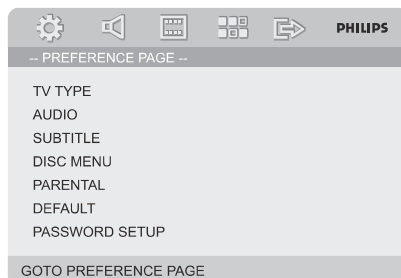 PHILIPS
-- PREFERENCE PAGE --
TV TYPE
AUDIO
SUBTITLE
DISC MENU
PARENTAL
DEFAULT
PASSWORD SETUP
GOTO PREFERENCE PAGE